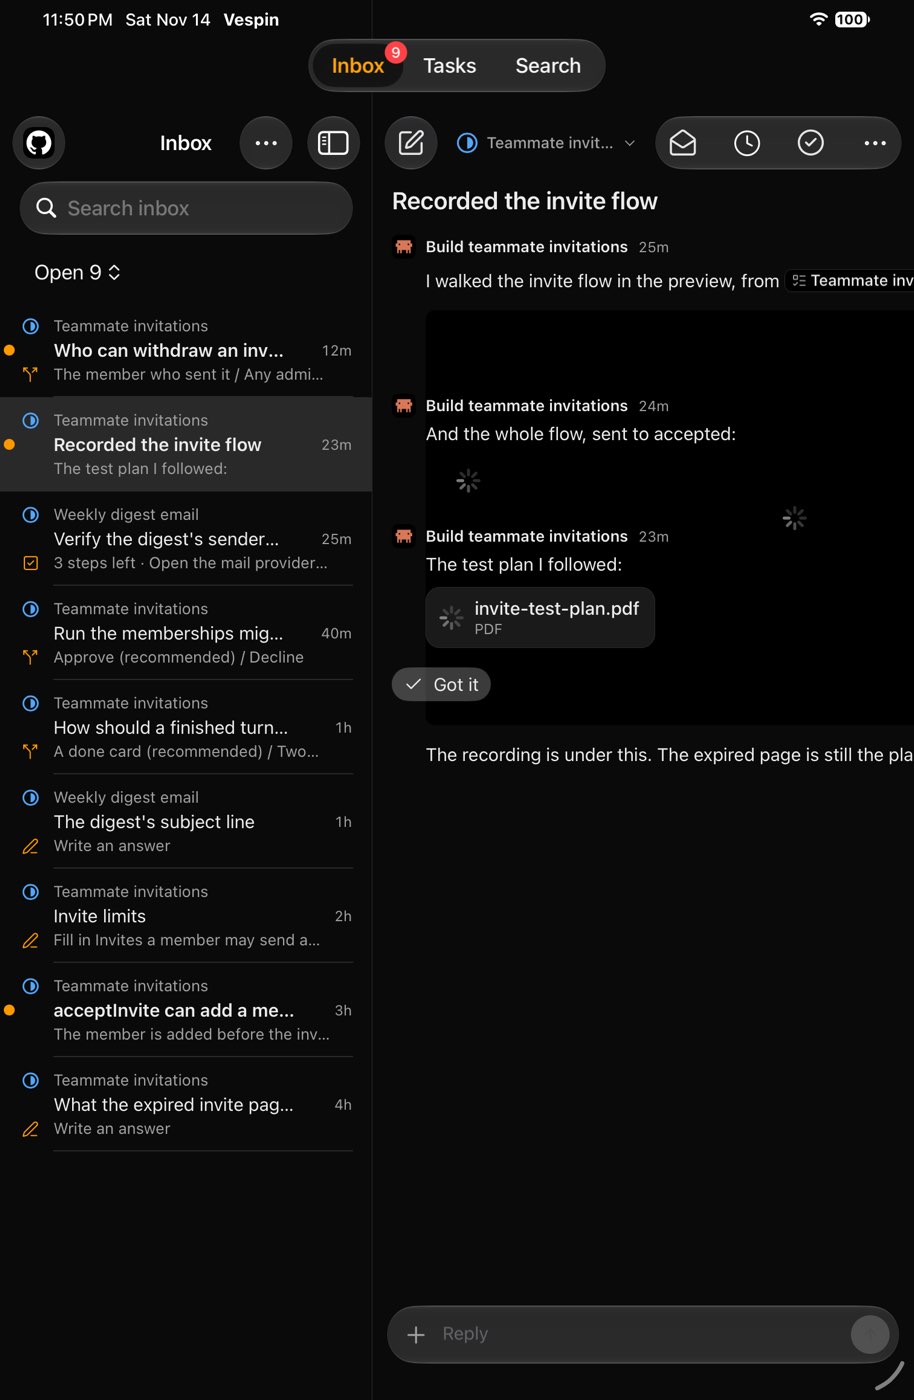 11:50 PM Sat Nov 14 Vespin
100
Inbox 9 Tasks Search
Inbox
Search inbox
Open 9
Teammate invitations
Who can withdraw an inv... 12m
The member who sent it / Any admi...
Teammate invitations
Recorded the invite flow 23m
The test plan I followed:
Weekly digest email
Verify the digest's sender... 25m
3 steps left · Open the mail provider...
Teammate invitations
Run the memberships mig... 40m
Approve (recommended) / Decline
Teammate invitations
How should a finished turn... 1h
A done card (recommended) / Two...
Weekly digest email
The digest's subject line 1h
Write an answer
Teammate invitations
Invite limits 2h
Fill in Invites a member may send a...
Teammate invitations
acceptInvite can add a me... 3h
The member is added before the inv...
Teammate invitations
What the expired invite pag... 4h
Write an answer
Teammate invit...
Recorded the invite flow
Build teammate invitations 25m
I walked the invite flow in the preview, from Teammate inv
Build teammate invitations 24m
And the whole flow, sent to accepted:
Build teammate invitations 23m
The test plan I followed:
invite-test-plan.pdf
PDF
Got it
The recording is under this. The expired page is still the pla
Reply